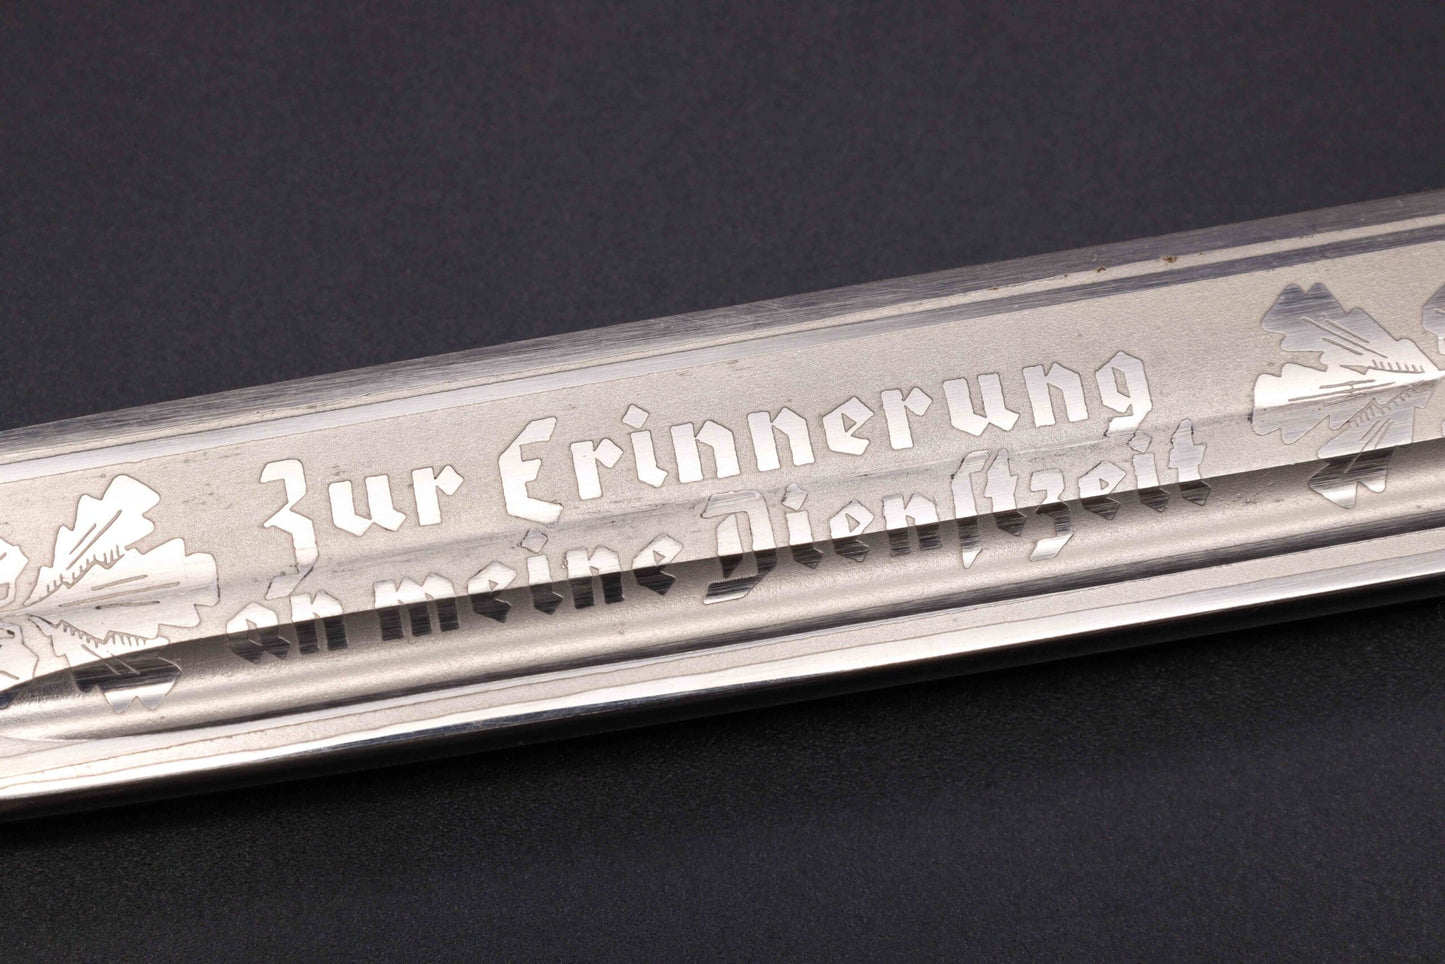 Zur Erinnerung
an meine Dienſtzeit